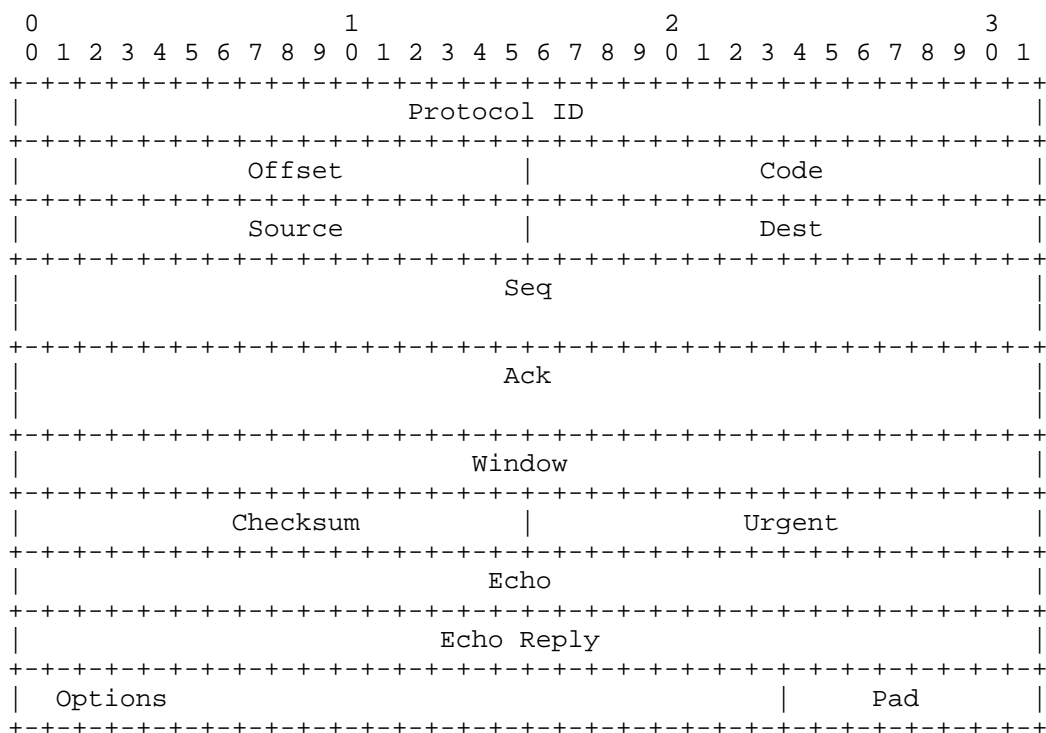 0                   1                   2                   3
 0 1 2 3 4 5 6 7 8 9 0 1 2 3 4 5 6 7 8 9 0 1 2 3 4 5 6 7 8 9 0 1
+-+-+-+-+-+-+-+-+-+-+-+-+-+-+-+-+-+-+-+-+-+-+-+-+-+-+-+-+-+-+-+-+
|                        Protocol ID                            |
+-+-+-+-+-+-+-+-+-+-+-+-+-+-+-+-+-+-+-+-+-+-+-+-+-+-+-+-+-+-+-+-+
|              Offset           |              Code             |
+-+-+-+-+-+-+-+-+-+-+-+-+-+-+-+-+-+-+-+-+-+-+-+-+-+-+-+-+-+-+-+-+
|              Source           |              Dest             |
+-+-+-+-+-+-+-+-+-+-+-+-+-+-+-+-+-+-+-+-+-+-+-+-+-+-+-+-+-+-+-+-+
|                              Seq                              |
|                                                               |
+-+-+-+-+-+-+-+-+-+-+-+-+-+-+-+-+-+-+-+-+-+-+-+-+-+-+-+-+-+-+-+-+
|                              Ack                              |
|                                                               |
+-+-+-+-+-+-+-+-+-+-+-+-+-+-+-+-+-+-+-+-+-+-+-+-+-+-+-+-+-+-+-+-+
|                            Window                             |
+-+-+-+-+-+-+-+-+-+-+-+-+-+-+-+-+-+-+-+-+-+-+-+-+-+-+-+-+-+-+-+-+
|             Checksum          |             Urgent            |
+-+-+-+-+-+-+-+-+-+-+-+-+-+-+-+-+-+-+-+-+-+-+-+-+-+-+-+-+-+-+-+-+
|                             Echo                              |
+-+-+-+-+-+-+-+-+-+-+-+-+-+-+-+-+-+-+-+-+-+-+-+-+-+-+-+-+-+-+-+-+
|                          Echo Reply                           |
+-+-+-+-+-+-+-+-+-+-+-+-+-+-+-+-+-+-+-+-+-+-+-+-+-+-+-+-+-+-+-+-+
|  Options                                      |     Pad       |
+-+-+-+-+-+-+-+-+-+-+-+-+-+-+-+-+-+-+-+-+-+-+-+-+-+-+-+-+-+-+-+-+